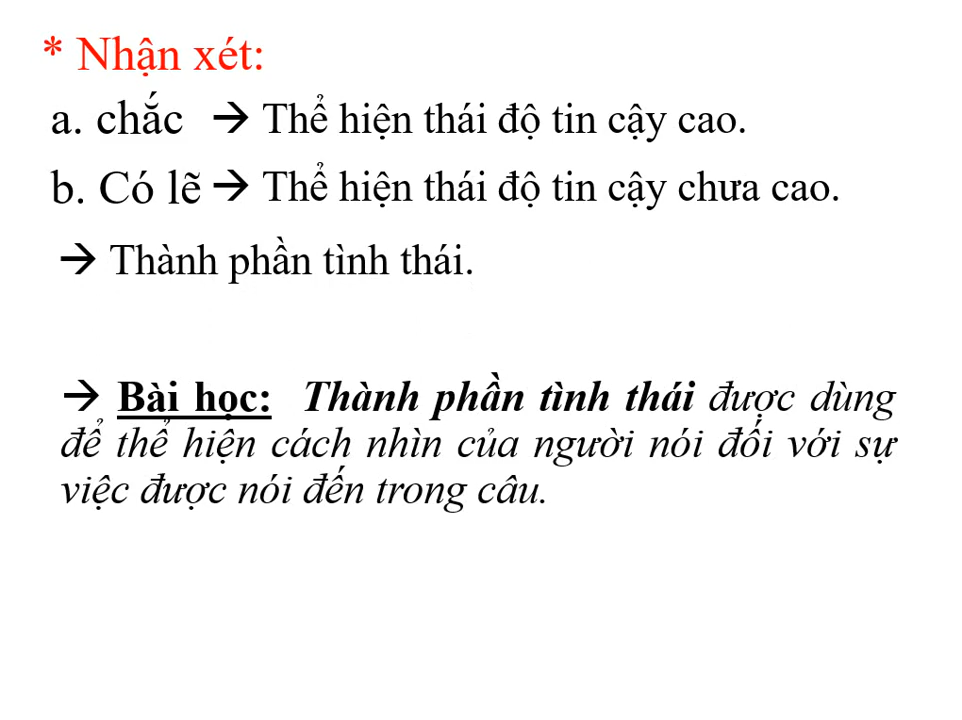 * Nhận xét:
a. chắc → Thể hiện thái độ tin cậy cao.
b. Có lẽ → Thể hiện thái độ tin cậy chưa cao.
→ Thành phần tình thái.
→ Bài học: Thành phần tình thái được dùng
để thể hiện cách nhìn của người nói đối với sự
việc được nói đến trong câu.